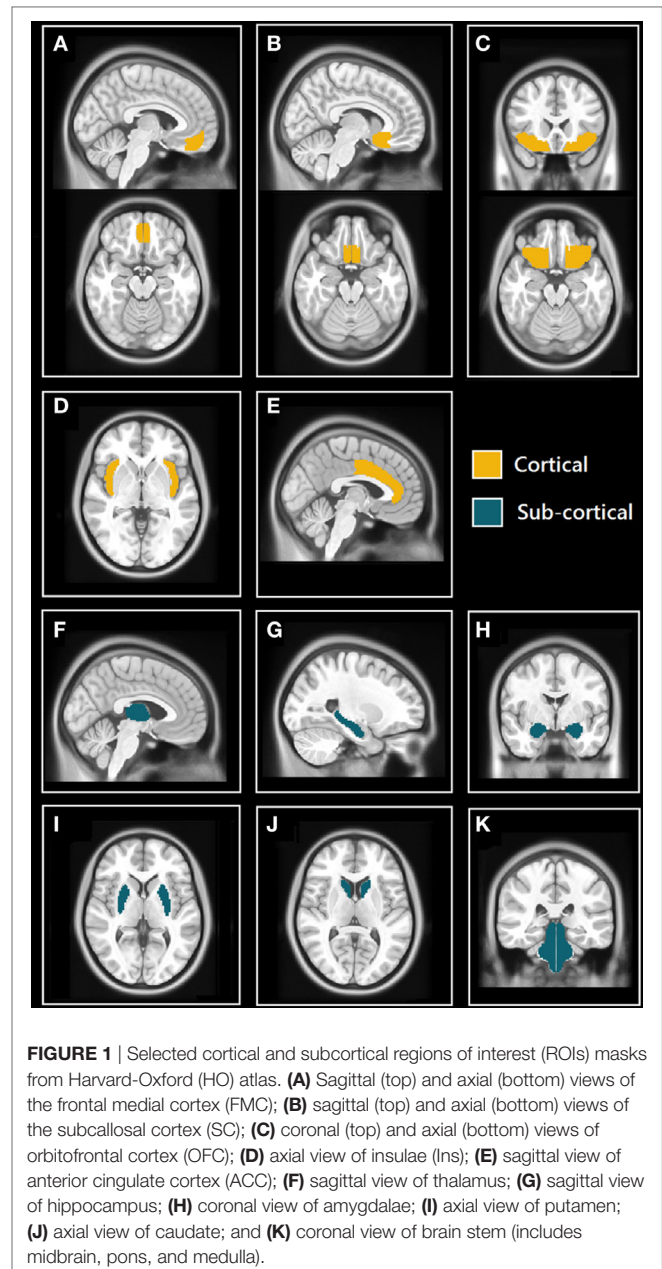 A
B
C
D
E
Cortical
Sub-cortical
F
G
H
I
J
K
FIGURE 1 | Selected cortical and subcortical regions of interest (ROIs) masks
from Harvard-Oxford (HO) atlas. (A) Sagittal (top) and axial (bottom) views of
the frontal medial cortex (FMC); (B) sagittal (top) and axial (bottom) views of
the subcallosal cortex (SC); (C) coronal (top) and axial (bottom) views of
orbitofrontal cortex (OFC); (D) axial view of insulae (Ins); (E) sagittal view of
anterior cingulate cortex (ACC); (F) sagittal view of thalamus; (G) sagittal view
of hippocampus; (H) coronal view of amygdalae; (I) axial view of putamen;
(J) axial view of caudate; and (K) coronal view of brain stem (includes
midbrain, pons, and medulla).